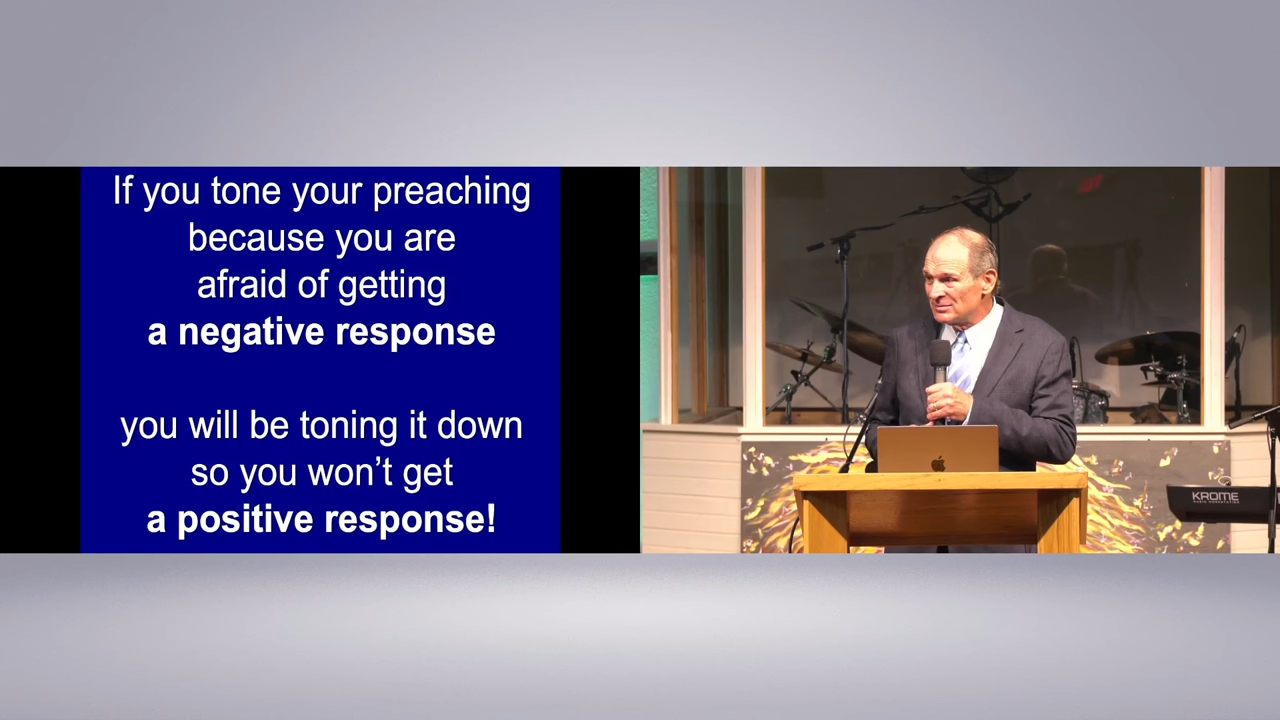 If you tone your preaching
because you are
afraid of getting
a negative response
you will be toning it down
so you won't get
a positive response!
KROME